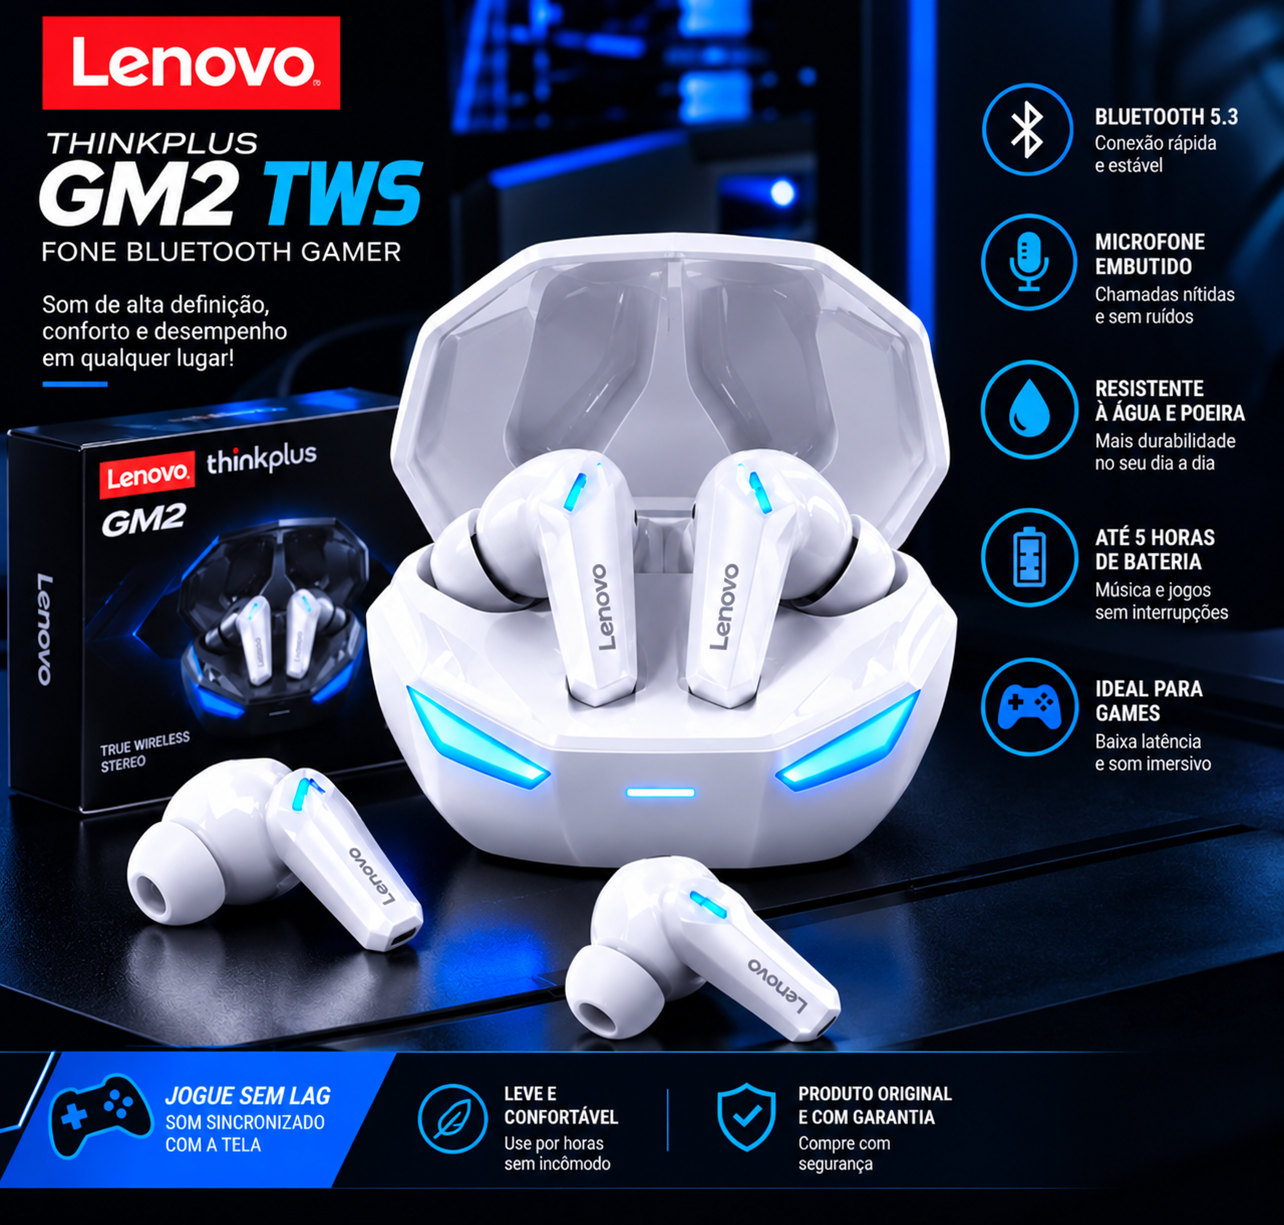 Lenovo
THINKPLUS
GM2 TWS
FONE BLUETOOTH GAMER
Som de alta definição,
conforto e desempenho
em qualquer lugar!
Lenovo thinkplus
GM2
Lenovo
TRUE WIRELESS
STEREO
Lenovo
Lenovo
Lenovo
Lenovo
BLUETOOTH 5.3
Conexão rápida
e estável
MICROFONE
EMBUTIDO
Chamadas nítidas
e sem ruídos
RESISTENTE
À ÁGUA E POEIRA
Mais durabilidade
no seu dia a dia
ATÉ 5 HORAS
DE BATERIA
Música e jogos
sem interrupções
IDEAL PARA
GAMES
Baixa latência
e som imersivo
JOGUE SEM LAG
SOM SINCRONIZADO
COM A TELA
LEVE E
CONFORTÁVEL
Use por horas
sem incômodo
PRODUTO ORIGINAL
E COM GARANTIA
Compre com
segurança